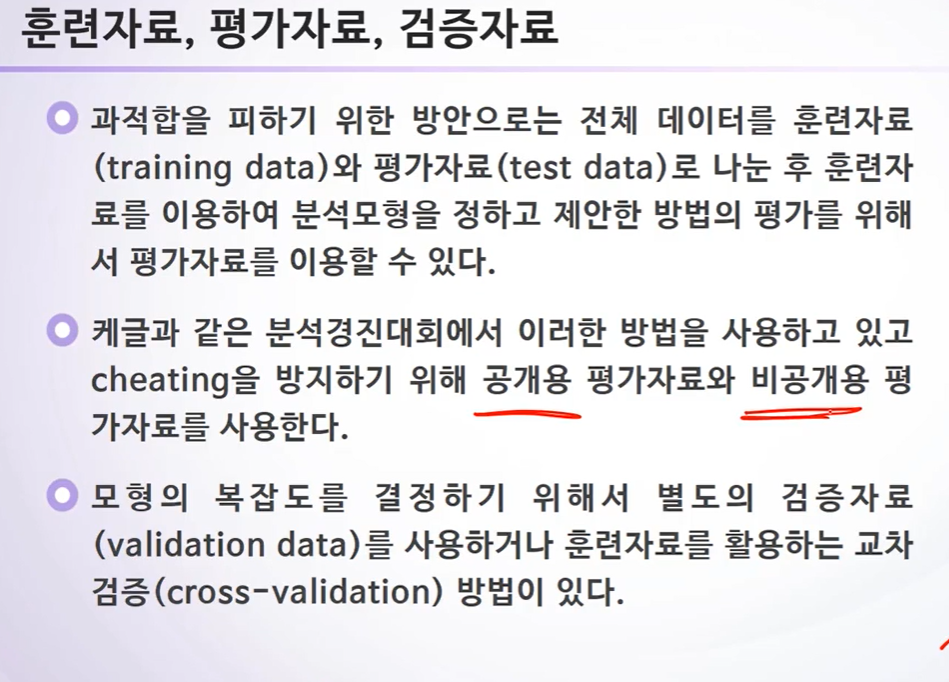 훈련자료, 평가자료, 검증자료
과적합을 피하기 위한 방안으로는 전체 데이터를 훈련자료
(training data)와 평가자료(test data)로 나눈 후 훈련자
료를 이용하여 분석모형을 정하고 제안한 방법의 평가를 위해
서 평가자료를 이용할 수 있다.
케글과 같은 분석경진대회에서 이러한 방법을 사용하고 있고
cheating을 방지하기 위해 공개용 평가자료와 비공개용 평
가자료를 사용한다.
모형의 복잡도를 결정하기 위해서 별도의 검증자료
(validation data)를 사용하거나 훈련자료를 활용하는 교차
검증(cross-validation) 방법이 있다.